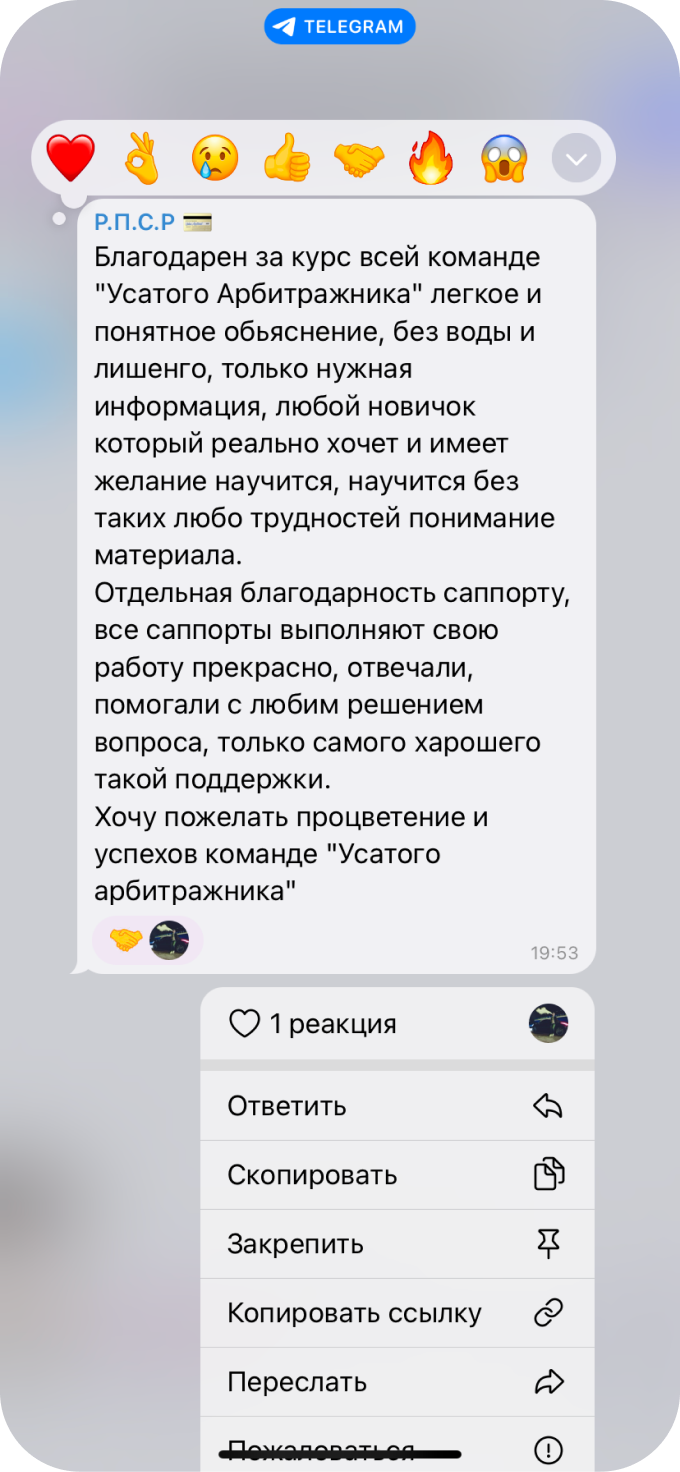 TELEGRAM
Р.П.С.Р
Благодарен за курс всей команде
"Усатого Арбитражника" легкое и
понятное обьяснение, без воды и
лишенго, только нужная
информация, любой новичок
который реально хочет и имеет
желание научится, научится без
таких любо трудностей понимание
материала.
Отдельная благодарность саппорту,
все саппорты выполняют свою
работу прекрасно, отвечали,
помогали с любим решением
вопроса, только самого харошего
такой поддержки.
Хочу пожелать процветение и
успехов команде "Усатого
арбитражника"
19:53
1 реакция
Ответить
Скопировать
Закрепить
Копировать ссылку
Переслать
Пожаловаться